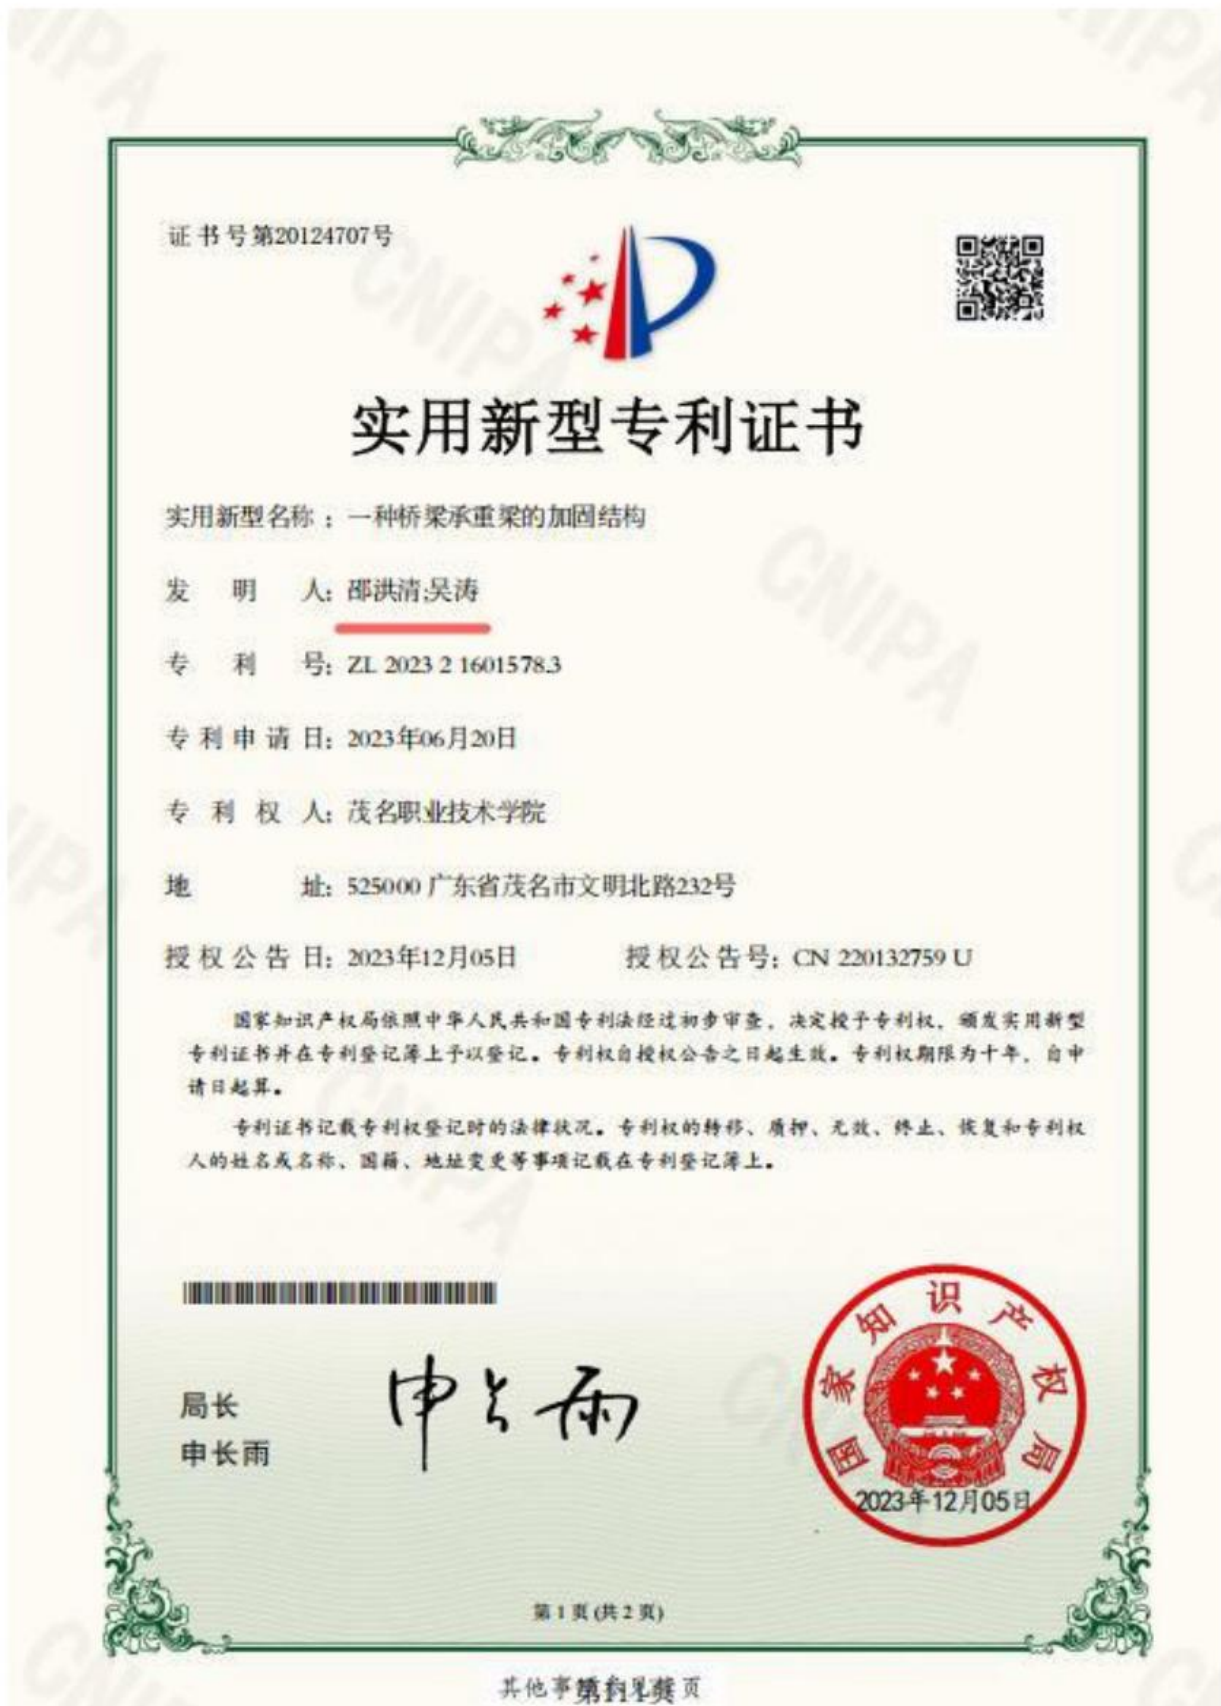 证书号第20124707号
实用新型专利证书
实用新型名称：一种桥梁承重梁的加固结构
发明人：邵洪清;吴涛
专利号：ZL 2023 2 1601578.3
专利申请日：2023年06月20日
专利权人：茂名职业技术学院
地址：525000 广东省茂名市文明北路232号
授权公告日：2023年12月05日 授权公告号：CN 220132759 U
国家知识产权局依照中华人民共和国专利法经过初步审查，决定授予专利权，颁发实用新型
专利证书并在专利登记簿上予以登记。专利权自授权公告之日起生效。专利权期限为十年，自申
请日起算。
专利证书记载专利权登记时的法律状况。专利权的转移、质押、无效、终止、恢复和专利权
人的姓名或名称、国籍、地址变更等事项记载在专利登记簿上。
局长
申长雨
申长雨
国家知识产权局
2023年12月05日
第 1 页 (共 2 页)
其他事 页
CNIPA